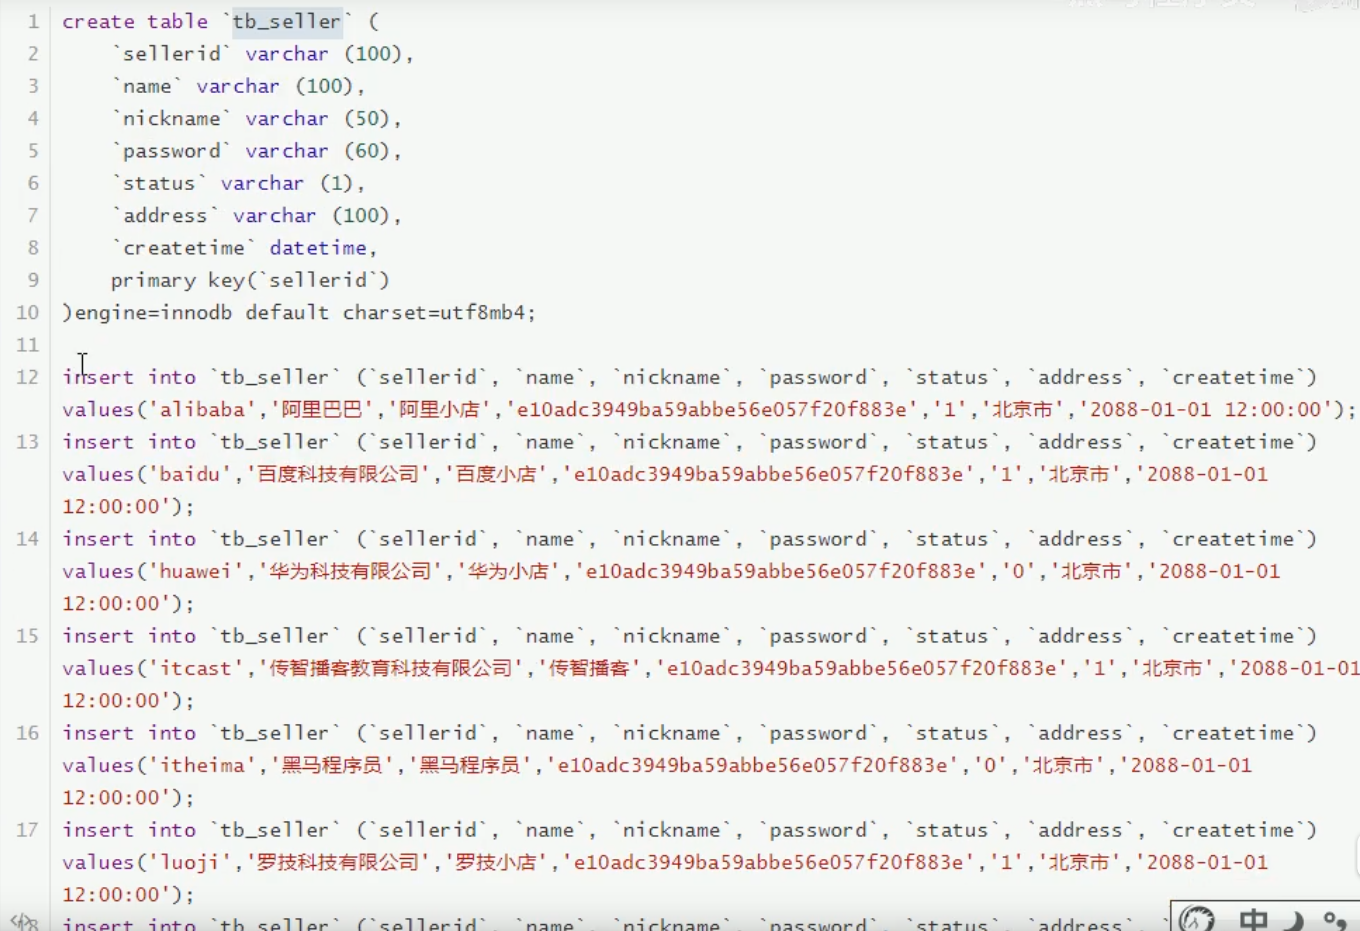 1 create table `tb_seller` (
2 `sellerid` varchar (100),
3 `name` varchar (100),
4 `nickname` varchar (50),
5 `password` varchar (60),
6 `status` varchar (1),
7 `address` varchar (100),
8 `createtime` datetime,
9 primary key(`sellerid`)
10 )engine=innodb default charset=utf8mb4;
11
12 insert into `tb_seller` (`sellerid`, `name`, `nickname`, `password`, `status`, `address`, `createtime`)
values('alibaba','阿里巴巴','阿里小店','e10adc3949ba59abbe56e057f20f883e','1','北京市','2088-01-01 12:00:00');
13 insert into `tb_seller` (`sellerid`, `name`, `nickname`, `password`, `status`, `address`, `createtime`)
values('baidu','百度科技有限公司','百度小店','e10adc3949ba59abbe56e057f20f883e','1','北京市','2088-01-01
12:00:00');
14 insert into `tb_seller` (`sellerid`, `name`, `nickname`, `password`, `status`, `address`, `createtime`)
values('huawei','华为科技有限公司','华为小店','e10adc3949ba59abbe56e057f20f883e','0','北京市','2088-01-01
12:00:00');
15 insert into `tb_seller` (`sellerid`, `name`, `nickname`, `password`, `status`, `address`, `createtime`)
values('itcast','传智播客教育科技有限公司','传智播客','e10adc3949ba59abbe56e057f20f883e','1','北京市','2088-01-01
12:00:00');
16 insert into `tb_seller` (`sellerid`, `name`, `nickname`, `password`, `status`, `address`, `createtime`)
values('itheima','黑马程序员','黑马程序员','e10adc3949ba59abbe56e057f20f883e','0','北京市','2088-01-01
12:00:00');
17 insert into `tb_seller` (`sellerid`, `name`, `nickname`, `password`, `status`, `address`, `createtime`)
values('luoji','罗技科技有限公司','罗技小店','e10adc3949ba59abbe56e057f20f883e','1','北京市','2088-01-01
12:00:00');
insert into `tb_seller` (`sellerid`, `name`, `nickname`, `password`, `status`, `address`,
中